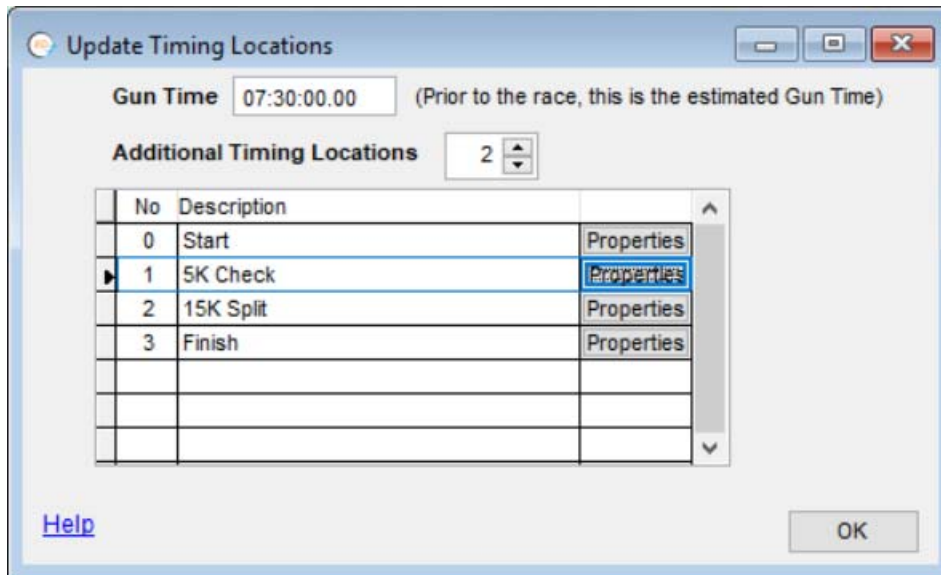 Update Timing Locations
Gun Time 07:30:00.00 (Prior to the race, this is the estimated Gun Time)
Additional Timing Locations 2
No Description
0 Start Properties
1 5K Check Properties
2 15K Split Properties
3 Finish Properties
Help OK